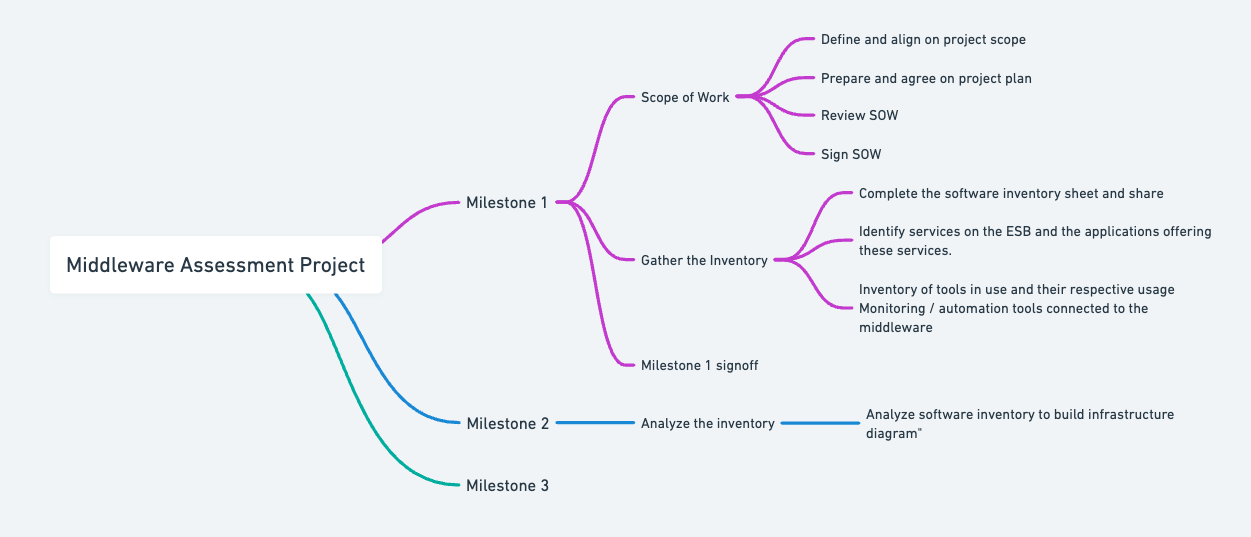 Middleware Assessment Project
Milestone 1
Scope of Work
Define and align on project scope
Prepare and agree on project plan
Review SOW
Sign SOW
Gather the Inventory
Complete the software inventory sheet and share
Identify services on the ESB and the applications offering
these services.
Inventory of tools in use and their respective usage
Monitoring / automation tools connected to the
middleware
Milestone 1 signoff
Milestone 2
Analyze the inventory
Analyze software inventory to build infrastructure
diagram"
Milestone 3